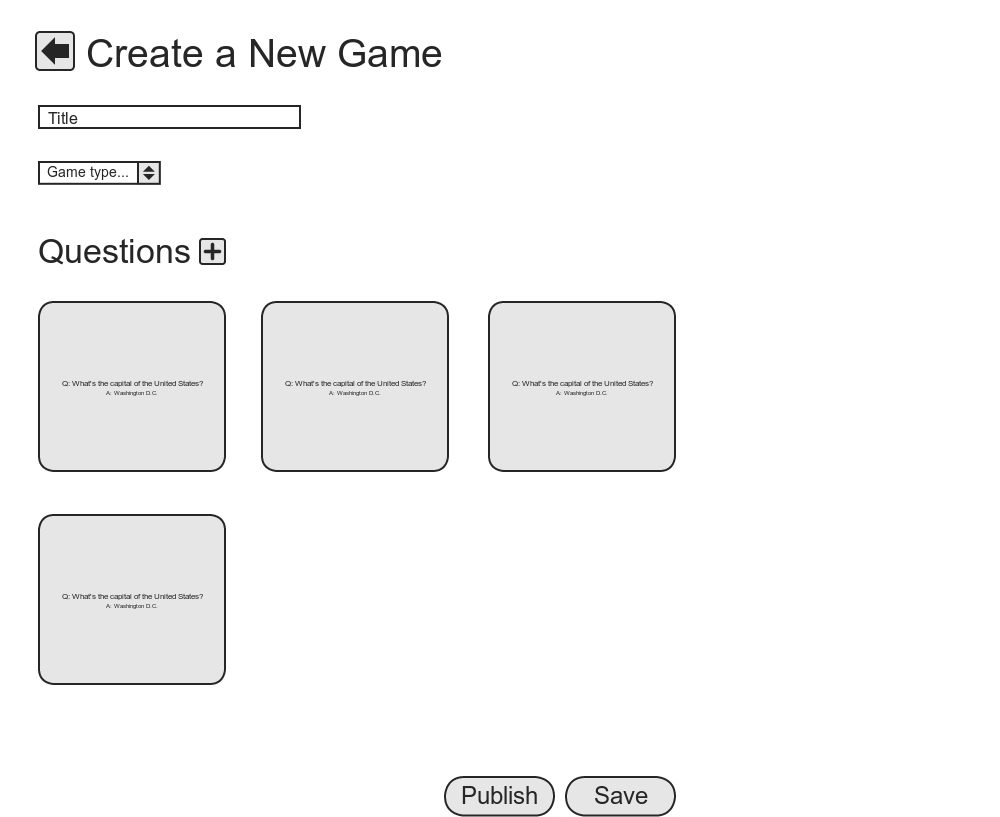 Create a New Game
Title
Game type...
Questions
Q: What's the capital of the United States?
A: Washington D.C.
Q: What's the capital of the United States?
A: Washington D.C.
Q: What's the capital of the United States?
A: Washington D.C.
Q: What's the capital of the United States?
A: Washington D.C.
Publish
Save